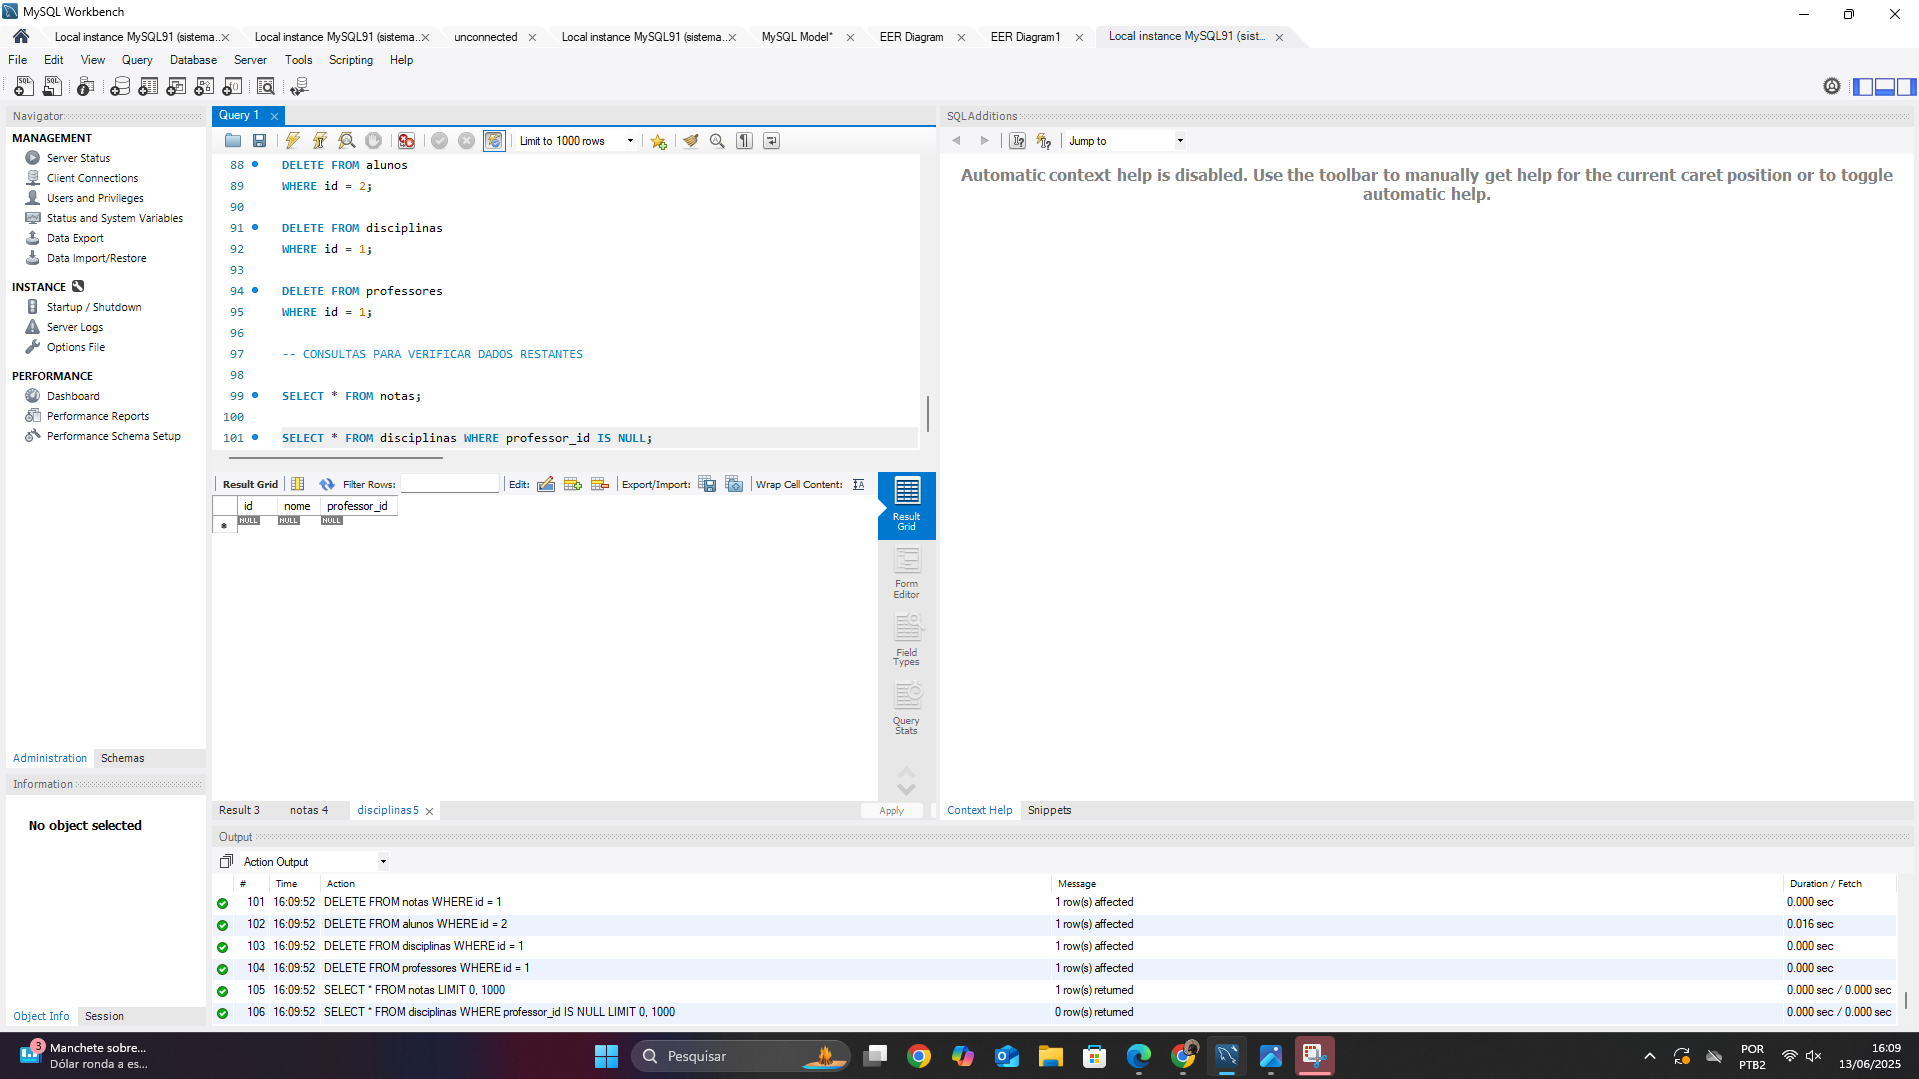 MySQL Workbench
Local instance MySQL91 (sistema... Local instance MySQL91 (sistema... unconnected Local instance MySQL91 (sistema... MySQL Model* EER Diagram EER Diagram1 Local instance MySQL91 (sist...
File Edit View Query Database Server Tools Scripting Help
Navigator
MANAGEMENT
Server Status
Client Connections
Users and Privileges
Status and System Variables
Data Export
Data Import/Restore
INSTANCE
Startup / Shutdown
Server Logs
Options File
PERFORMANCE
Dashboard
Performance Reports
Performance Schema Setup
Administration Schemas
Information
No object selected
Object Info Session
Query 1
Limit to 1000 rows
88 DELETE FROM alunos
89 WHERE id = 2;
90
91 DELETE FROM disciplinas
92 WHERE id = 1;
93
94 DELETE FROM professores
95 WHERE id = 1;
96
97 -- CONSULTAS PARA VERIFICAR DADOS RESTANTES
98
99 SELECT * FROM notas;
100
101 SELECT * FROM disciplinas WHERE professor_id IS NULL;
Result Grid Filter Rows: Edit: Export/Import: Wrap Cell Content:
id nome professor_id
NULL NULL NULL
Result
Grid
Form
Editor
Field
Types
Query
Stats
Result 3 notas 4 disciplinas 5 Apply
SQLAdditions
Jump to
Automatic context help is disabled. Use the toolbar to manually get help for the current caret position or to toggle
automatic help.
Context Help Snippets
Output
Action Output
# Time Action Message Duration / Fetch
101 16:09:52 DELETE FROM notas WHERE id = 1 1 row(s) affected 0.000 sec
102 16:09:52 DELETE FROM alunos WHERE id = 2 1 row(s) affected 0.016 sec
103 16:09:52 DELETE FROM disciplinas WHERE id = 1 1 row(s) affected 0.000 sec
104 16:09:52 DELETE FROM professores WHERE id = 1 1 row(s) affected 0.000 sec
105 16:09:52 SELECT * FROM notas LIMIT 0, 1000 1 row(s) returned 0.000 sec / 0.000 sec
106 16:09:52 SELECT * FROM disciplinas WHERE professor_id IS NULL LIMIT 0, 1000 0 row(s) returned 0.000 sec / 0.000 sec
3
Manchete sobre...
Dólar ronda a es...
Pesquisar
POR
PTB2
16:09
13/06/2025